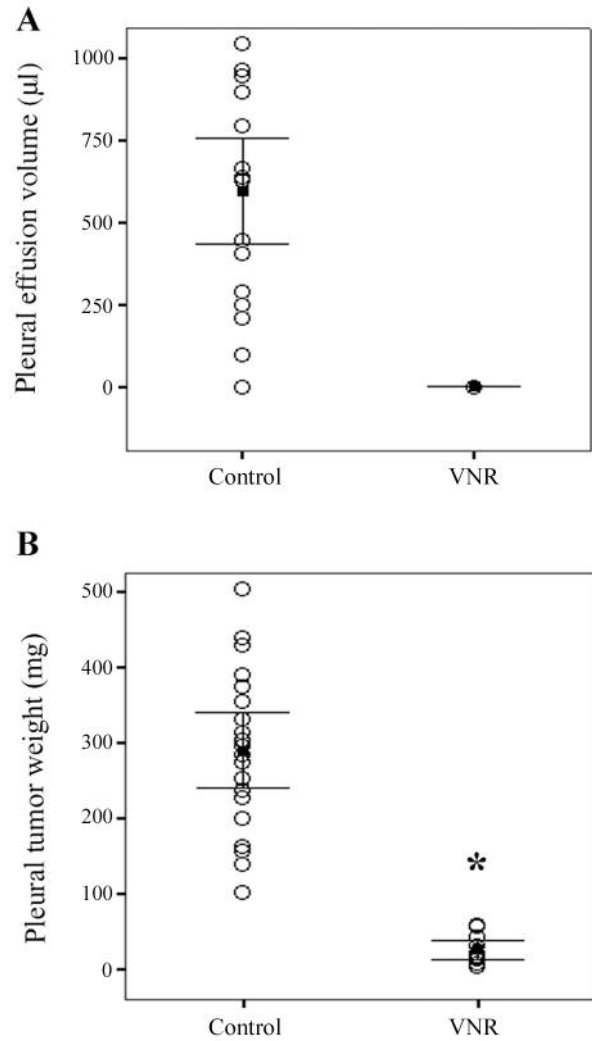 A
Pleural effusion volume (µl)
1000
750
500
250
0
Control VNR
B
Pleural tumor weight (mg)
500
400
300
200
100
0
*
Control VNR